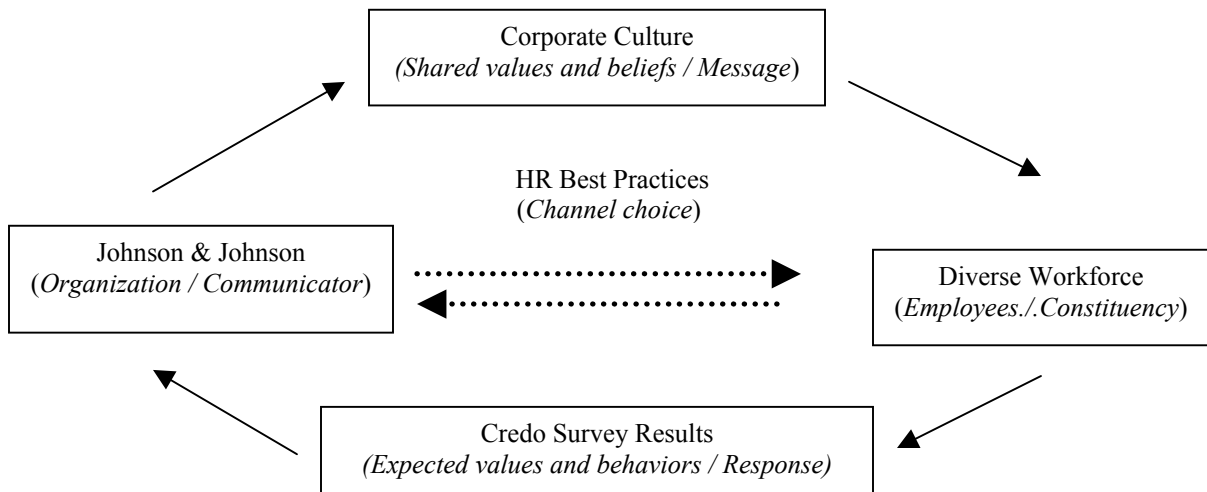 Corporate Culture
(Shared values and beliefs / Message)
HR Best Practices
(Channel choice)
Johnson & Johnson
(Organization / Communicator)
Diverse Workforce
(Employees./.Constituency)
Credo Survey Results
(Expected values and behaviors / Response)